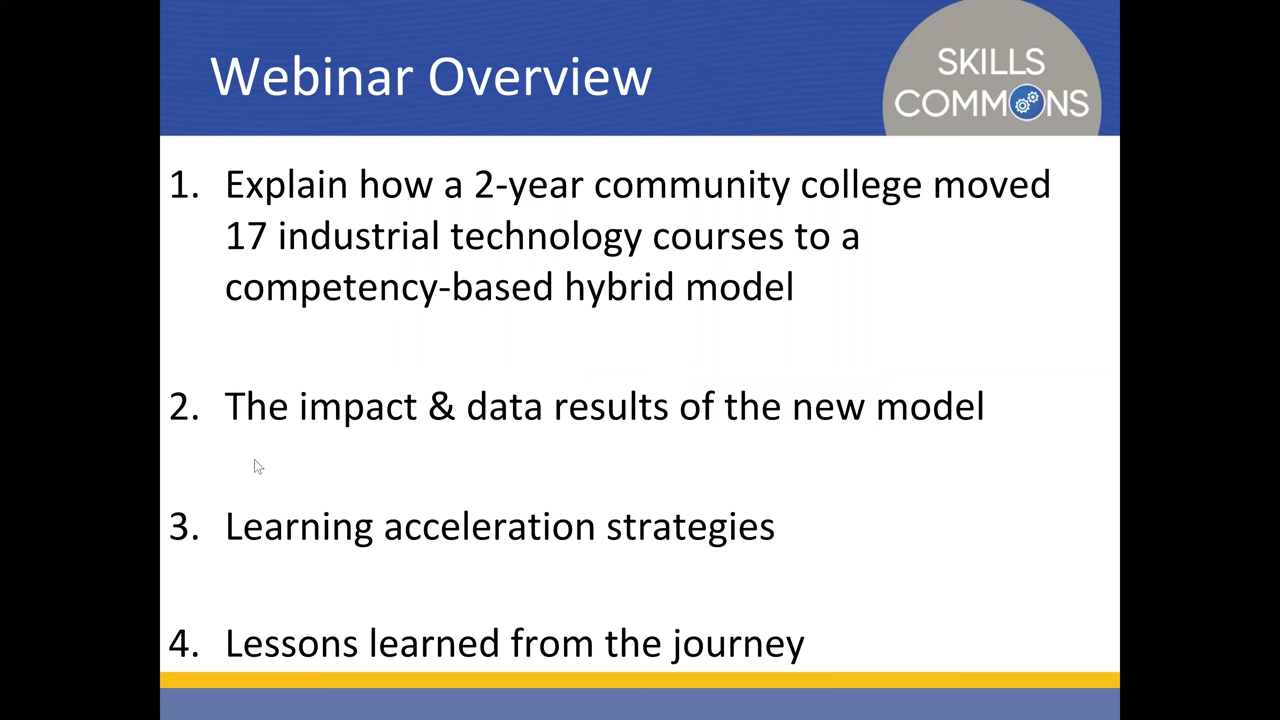 Webinar Overview
SKILLS
COMMONS
1. Explain how a 2-year community college moved
17 industrial technology courses to a
competency-based hybrid model
2. The impact & data results of the new model
3. Learning acceleration strategies
4. Lessons learned from the journey